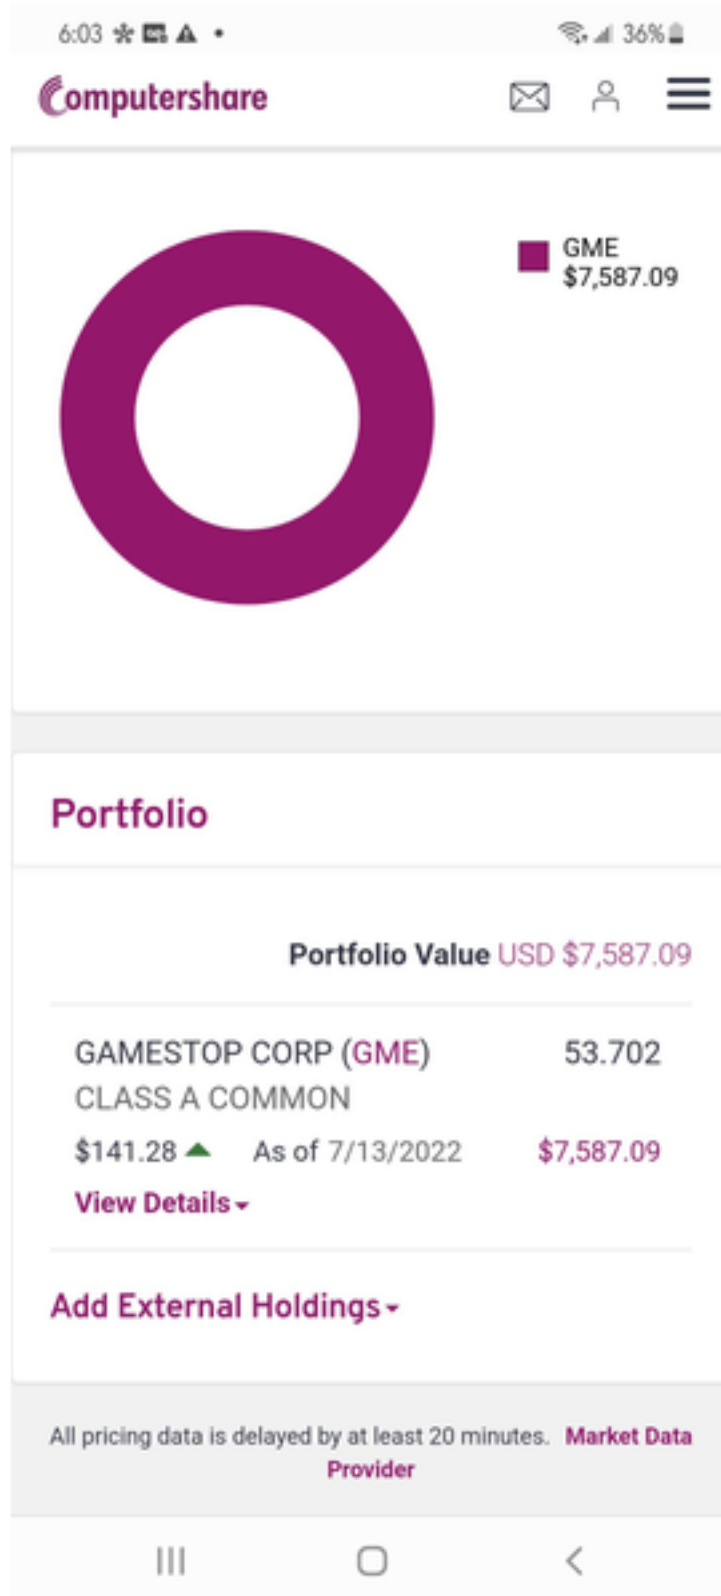 6:03
36%
Computershare
GME
$7,587.09
Portfolio
Portfolio Value USD $7,587.09
GAMESTOP CORP (GME) 53.702
CLASS A COMMON
$141.28 As of 7/13/2022 $7,587.09
View Details
Add External Holdings
All pricing data is delayed by at least 20 minutes. Market Data
Provider